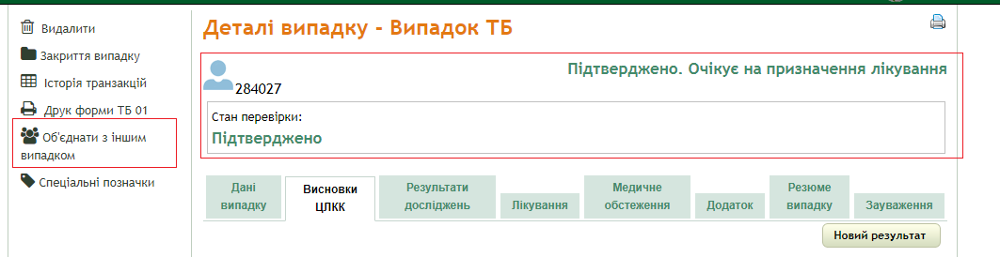 Видалити
Закриття випадку
Історія транзакцій
Друк форми ТБ 01
Об'єднати з іншим
випадком
Спеціальні позначки
Деталі випадку - Випадок ТБ
Підтверджено. Очікує на призначення лікування
284027
Стан перевірки:
Підтверджено
Дані
випадку
Висновки
ЦЛКК
Результати
досліджень
Лікування
Медичне
обстеження
Додаток
Резюме
випадку
Зауваження
Новий результат